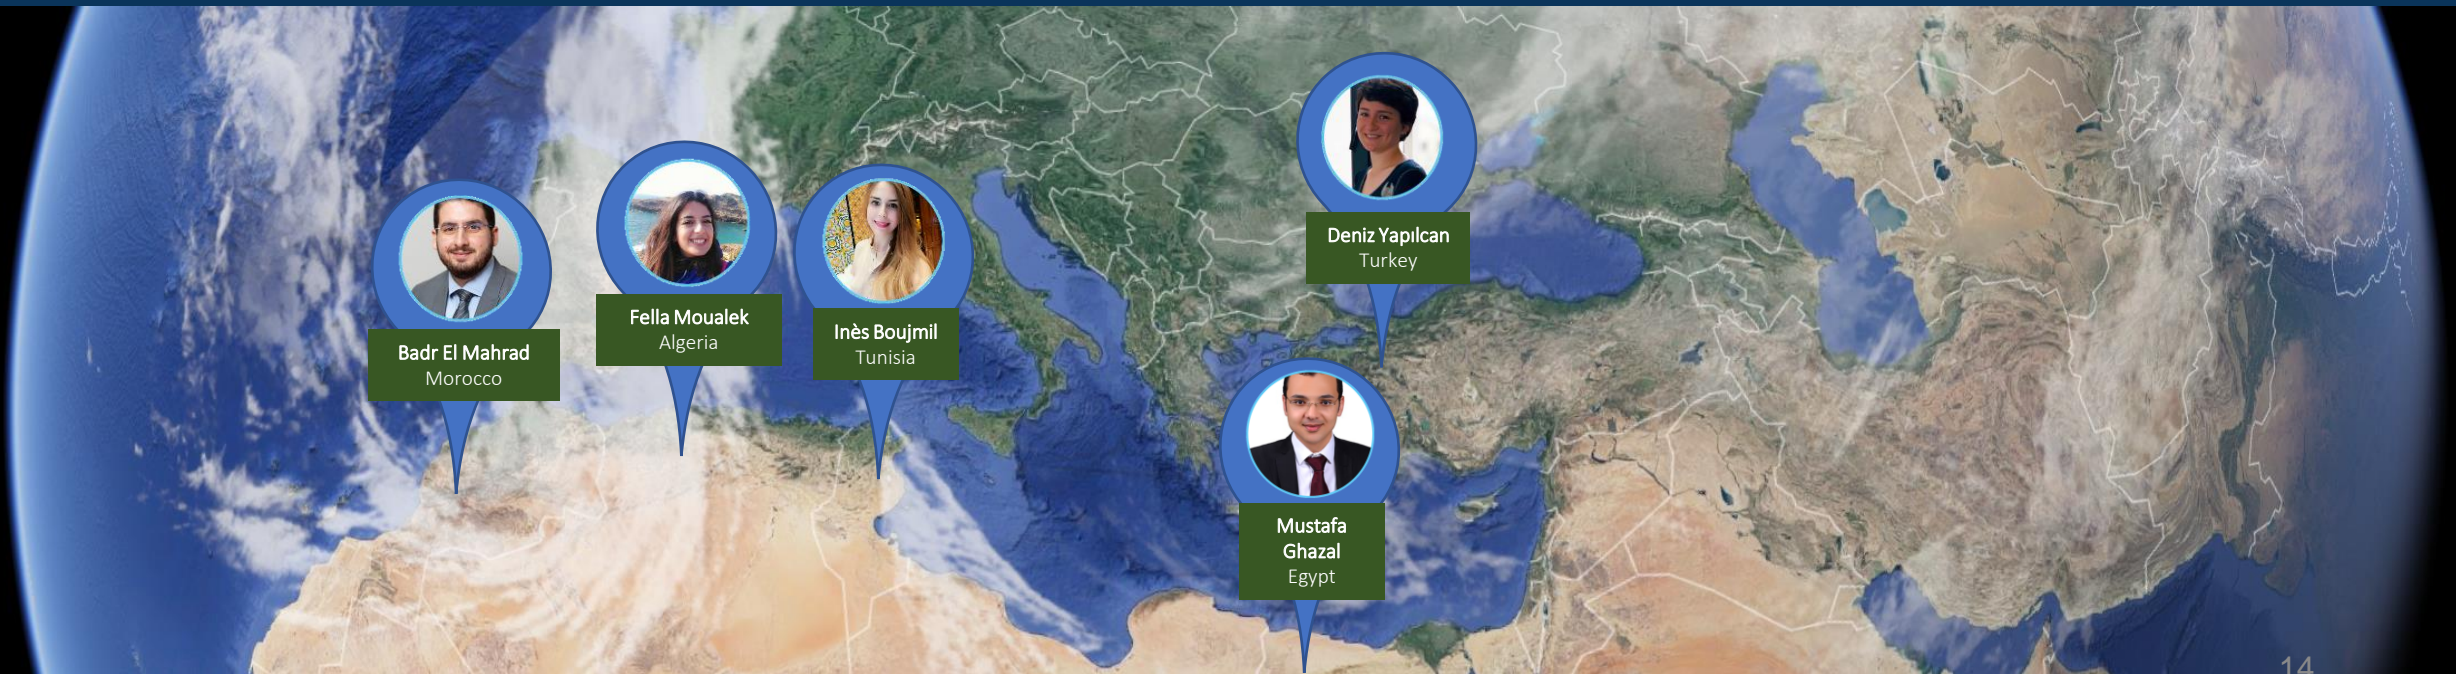 Badr El Mahrad
Morocco
Fella Moualek
Algeria
Inès Boujmil
Tunisia
Deniz Yapılcan
Turkey
Mustafa
Ghazal
Egypt
14